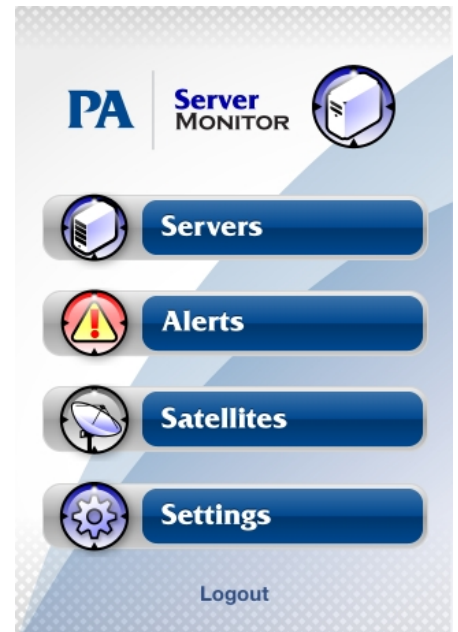 PA
Server
MONITOR
Servers
Alerts
Satellites
Settings
Logout